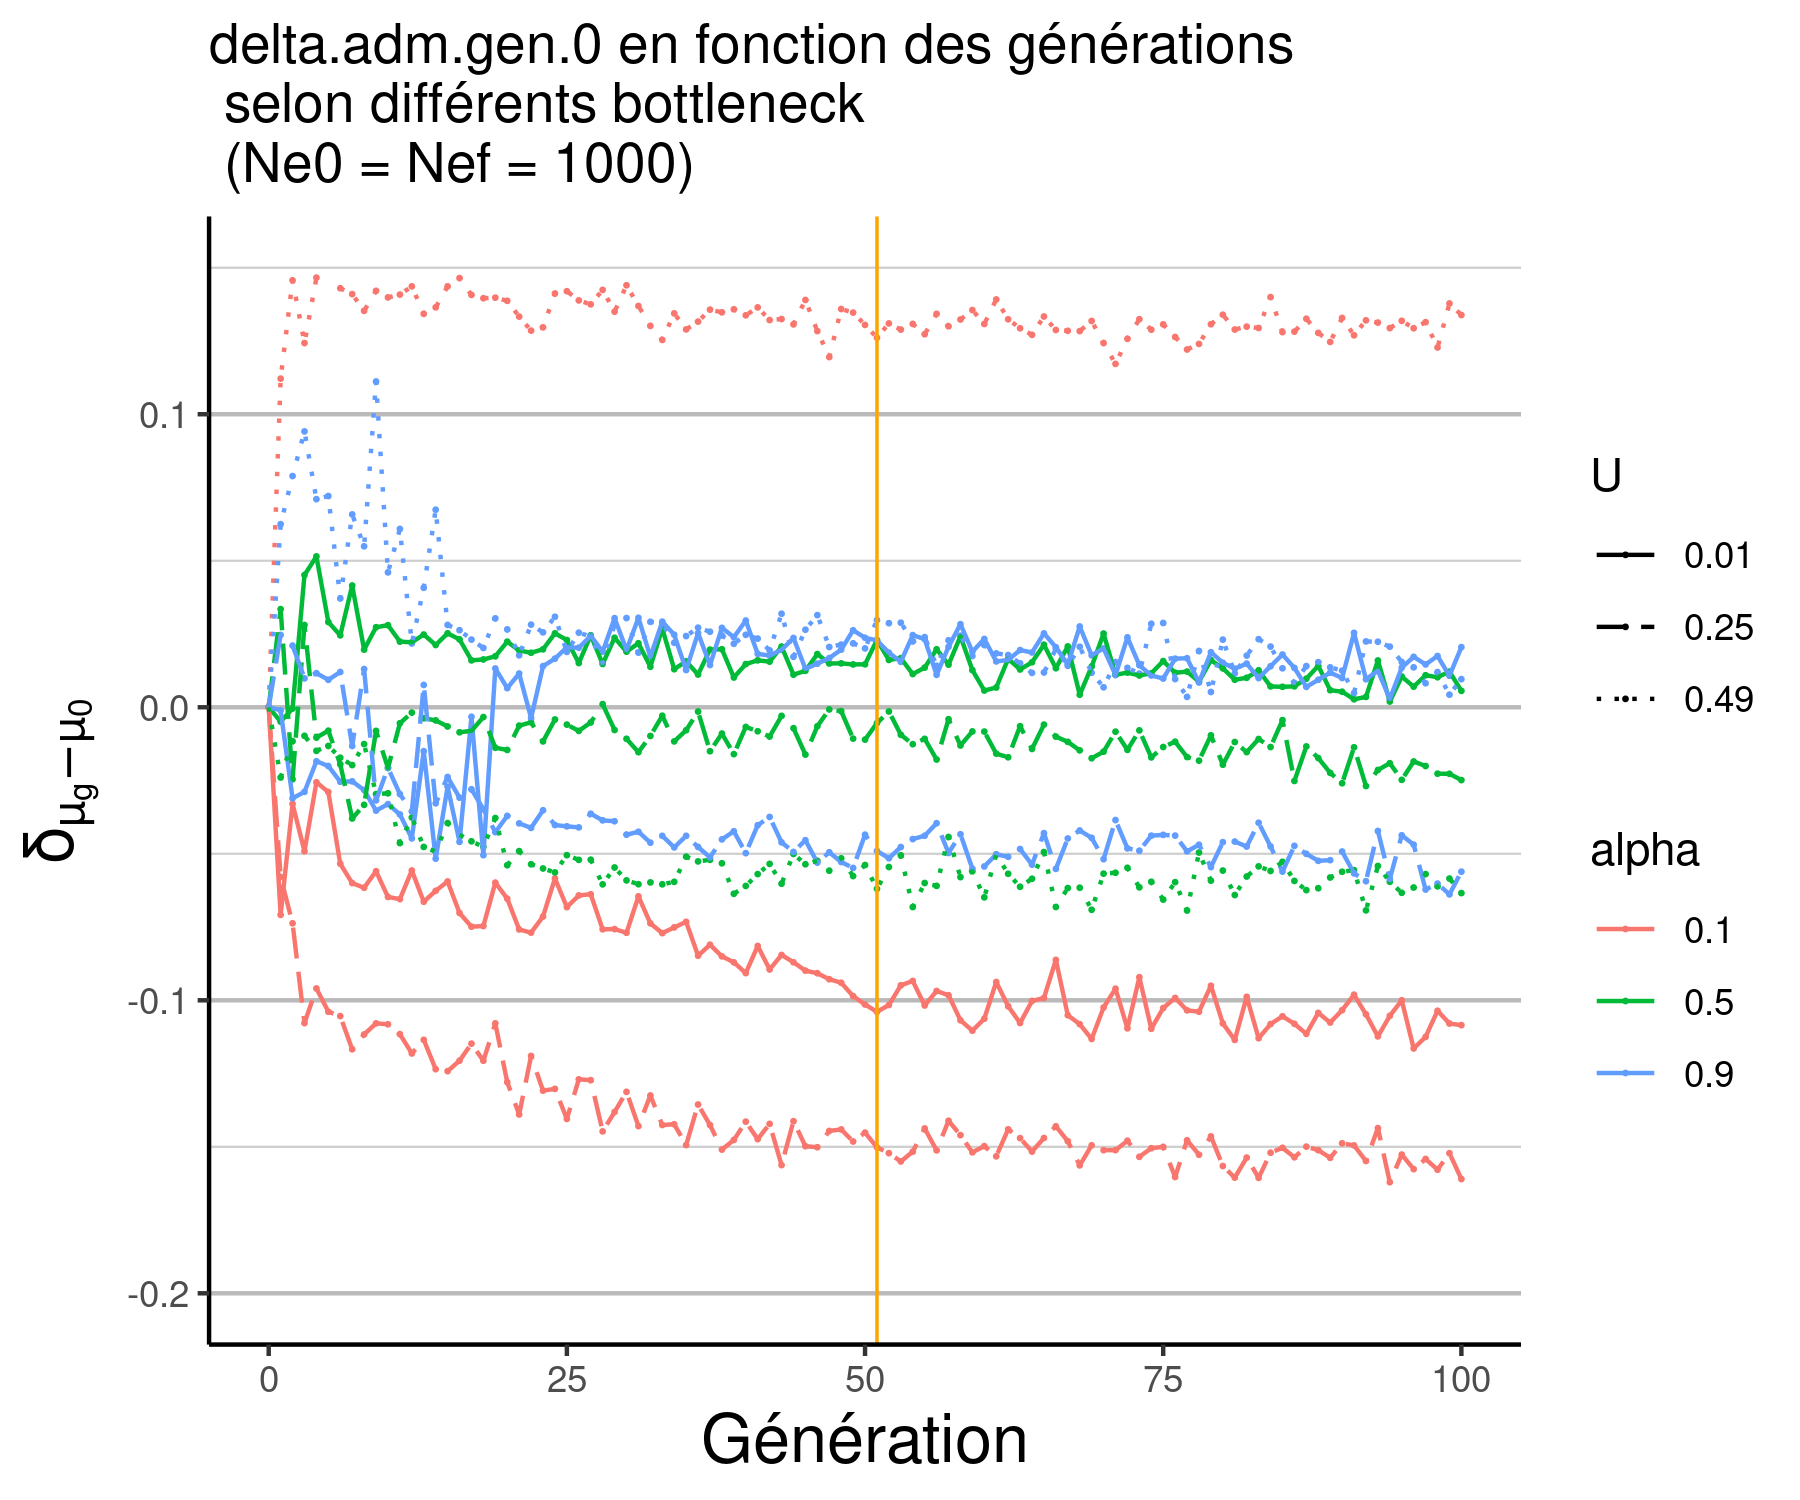 delta.adm.gen.0 en fonction des générations
selon différents bottleneck
(Ne0 = Nef = 1000)
δμg−μ0
0.1
0.0
-0.1
-0.2
0
25
50
75
100
Génération
U
0.01
0.25
0.49
alpha
0.1
0.5
0.9